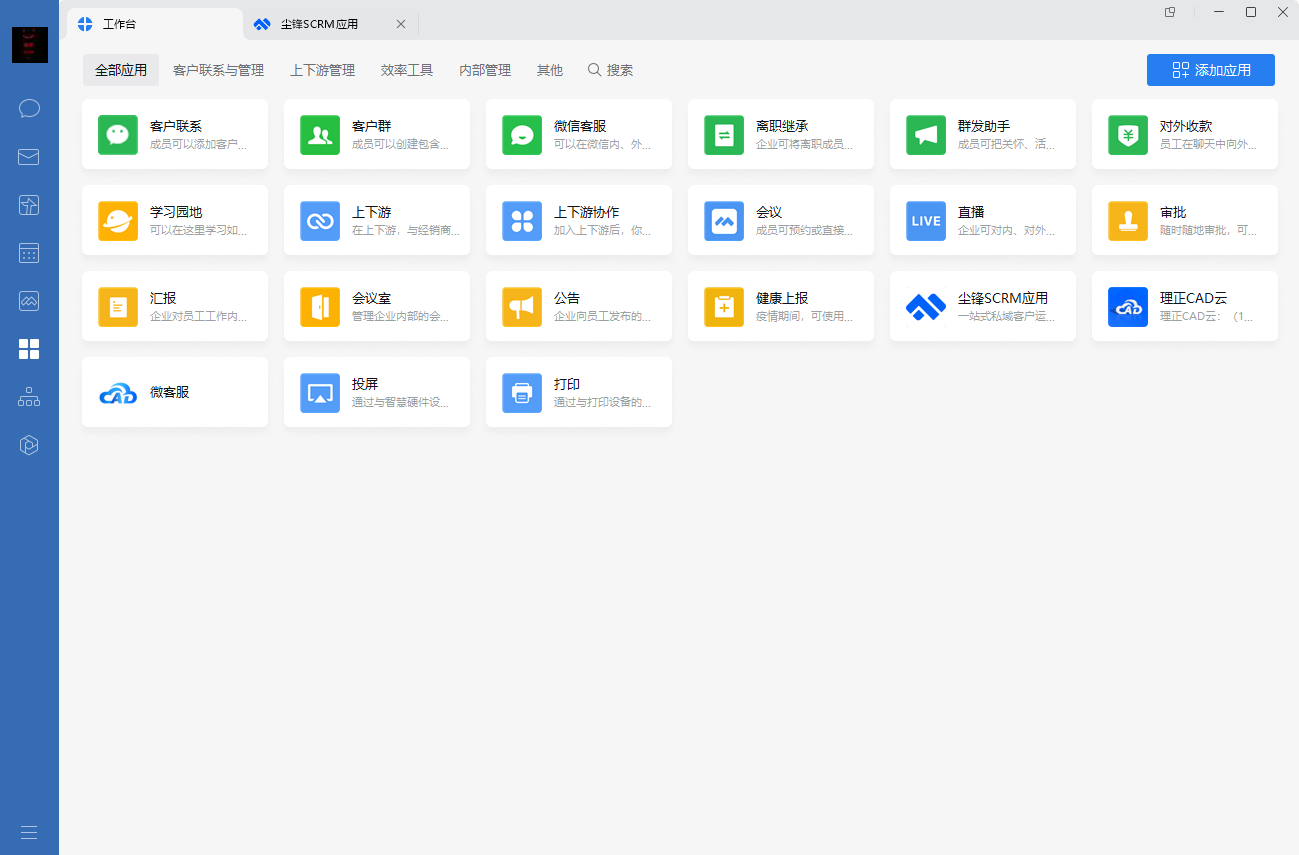 工作台
尘锋SCRM应用
全部应用
客户联系与管理
上下游管理
效率工具
内部管理
其他
搜索
添加应用
客户联系
成员可以添加客户...
客户群
成员可以创建包含...
微信客服
可以在微信内、外...
离职继承
企业可将离职成员...
群发助手
成员可把关怀、活...
对外收款
员工在聊天中向外...
学习园地
可以在这里学习如...
上下游
在上下游，与经销商...
上下游协作
加入上下游后，你...
会议
成员可预约或直接...
LIVE
直播
企业可对内、对外...
审批
随时随地审批，可...
汇报
企业对员工工作内...
会议室
管理企业内部的会...
公告
企业向员工发布的...
健康上报
疫情期间，可使用...
尘锋SCRM应用
一站式私域客户运...
CAD
理正CAD云
理正CAD云：（1...
CAD
微客服
投屏
通过与智慧硬件设...
打印
通过与打印设备的...